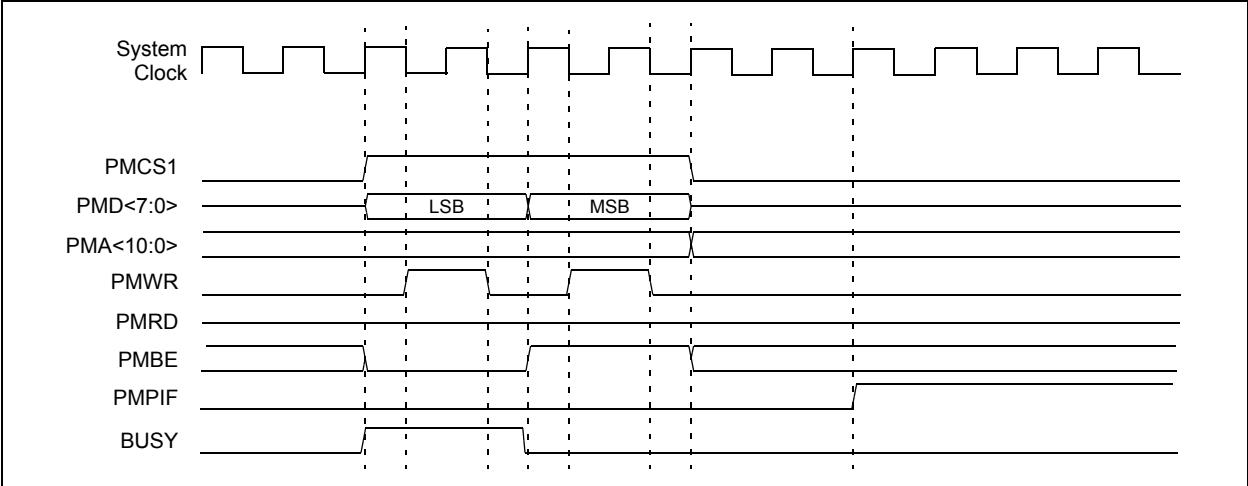 System
Clock
PMCS1
PMD<7:0>
LSB MSB
PMA<10:0>
PMWR
PMRD
PMBE
PMPIF
BUSY